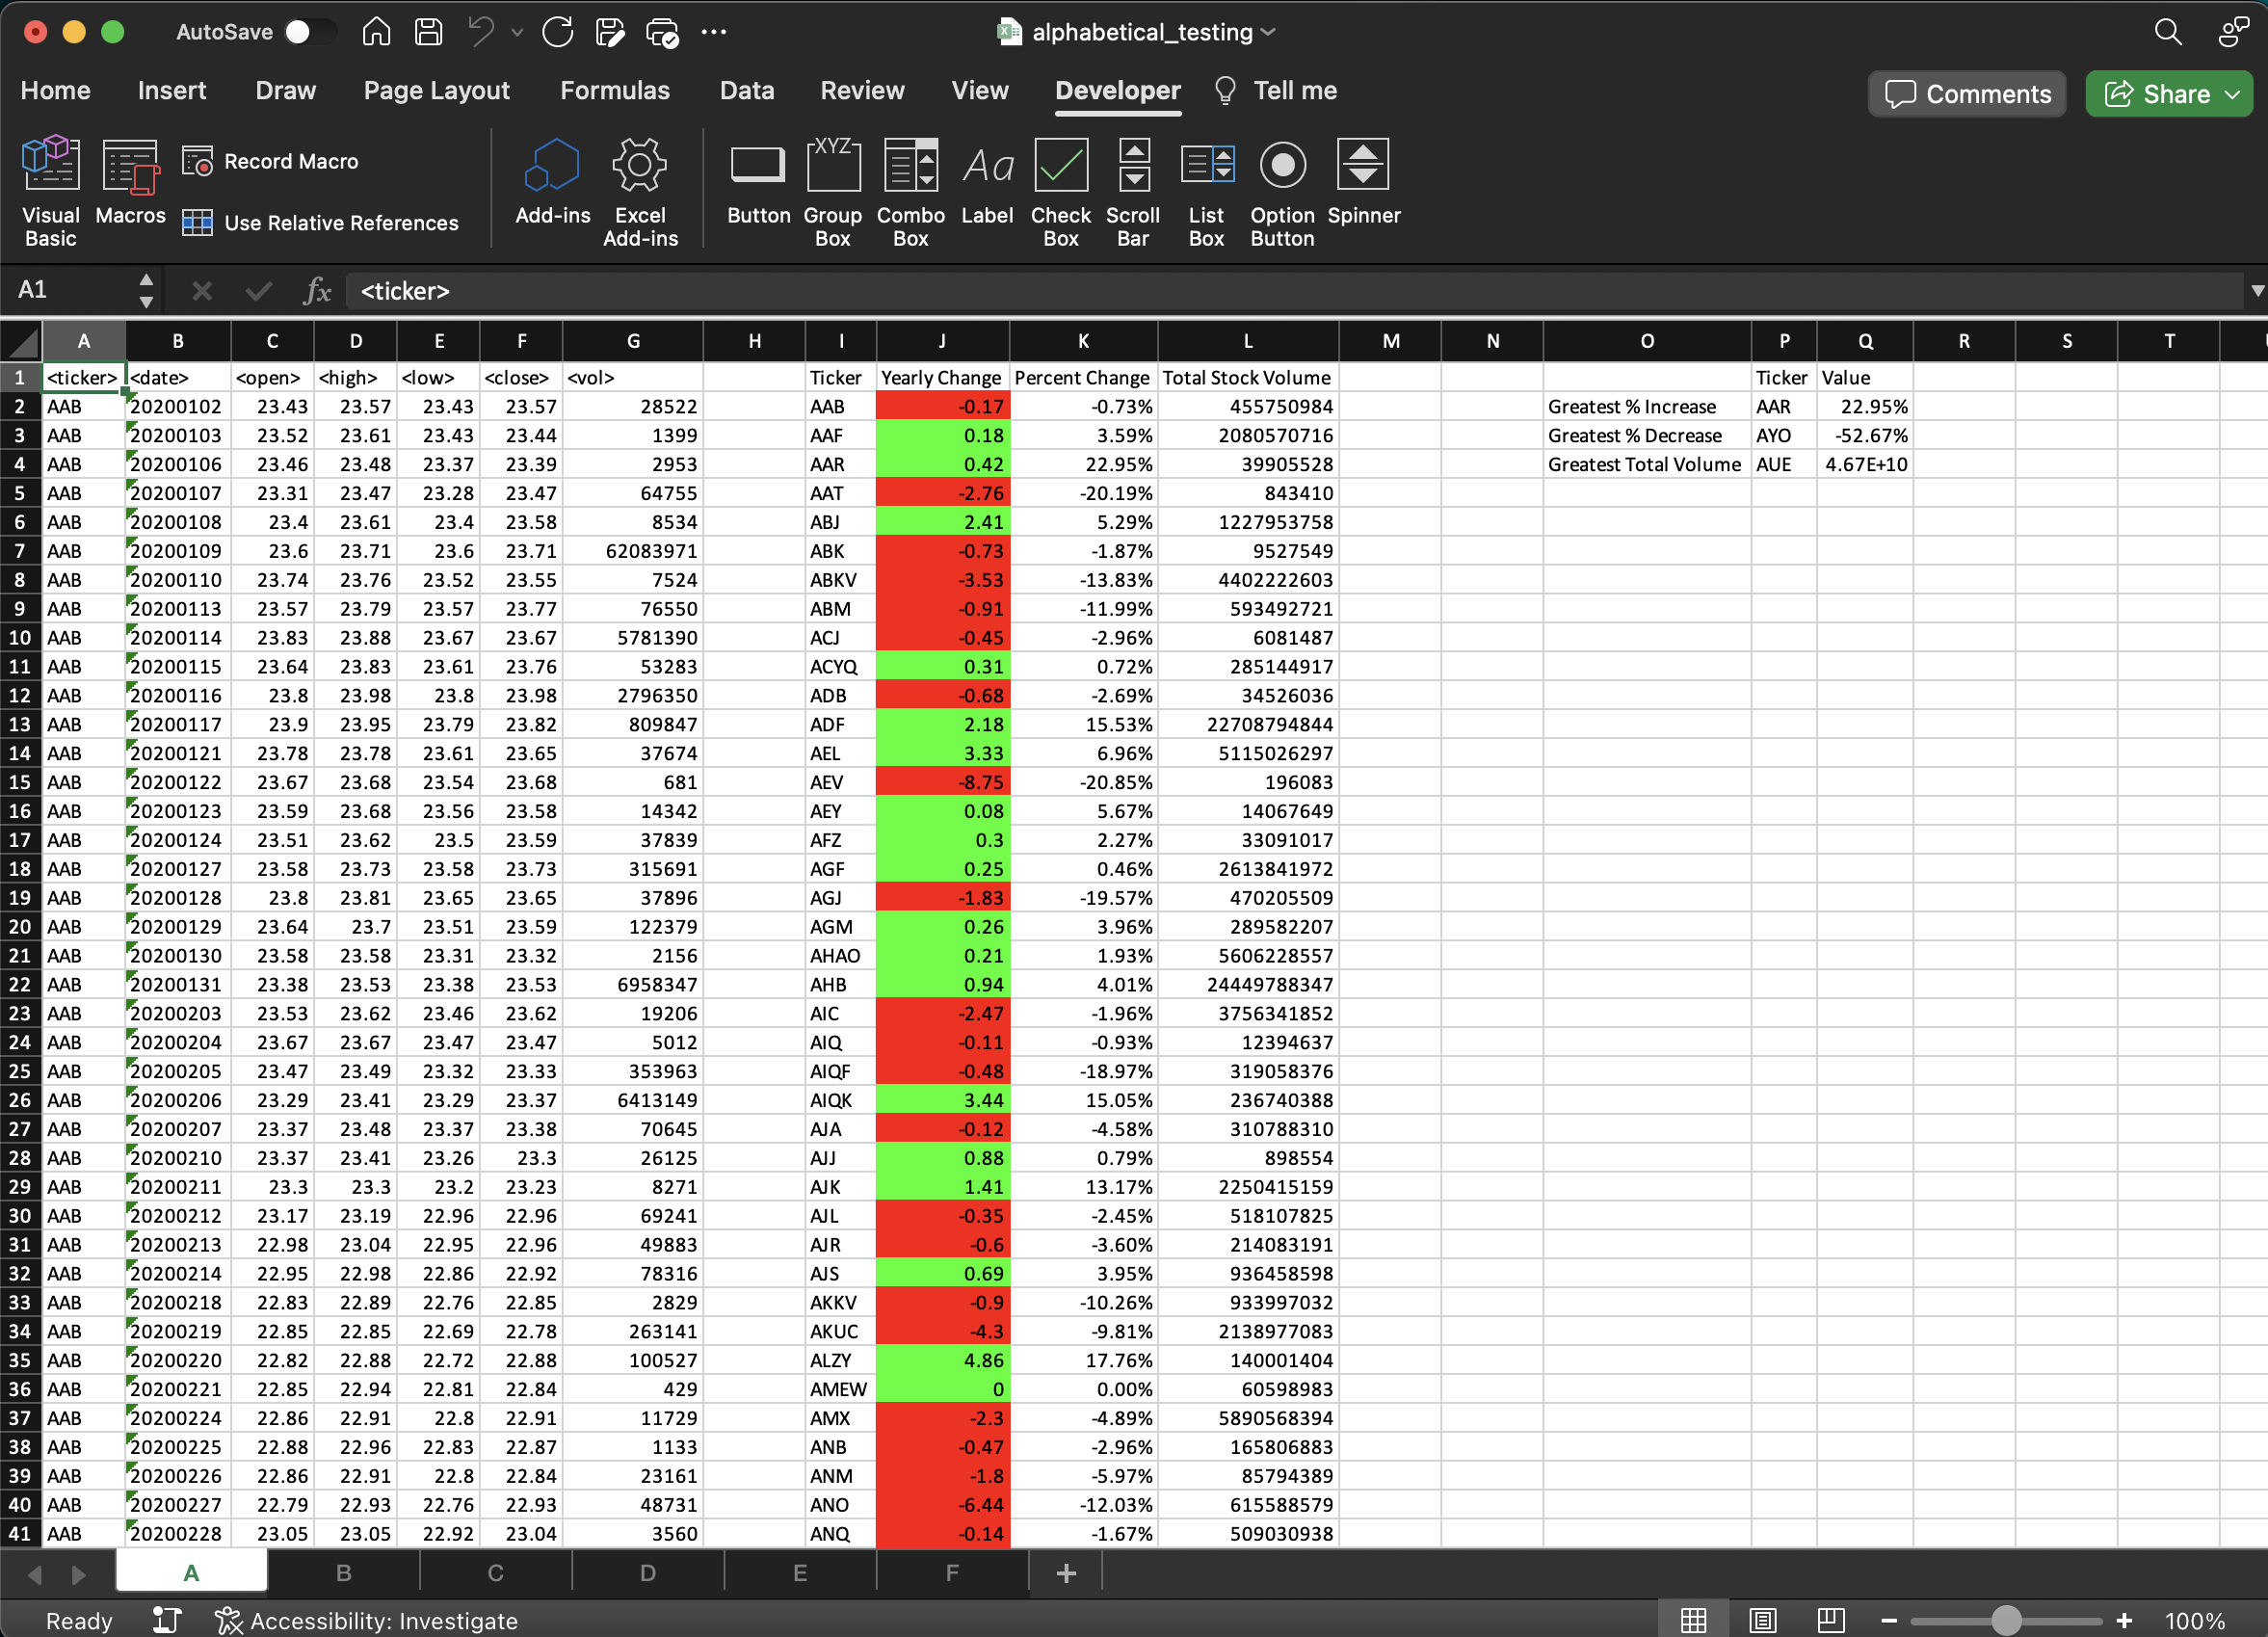 AutoSave alphabetical_testing
Home Insert Draw Page Layout Formulas Data Review View Developer Tell me Comments Share
Visual Basic Macros Record Macro Use Relative References Add-ins Excel Add-ins Button Group Box Combo Box Label Check Box Scroll Bar List Box Option Button Spinner
XYZ Aa
A1 fx <ticker>
A B C D E F G H I J K L M N O P Q R S T
1 <ticker> <date> <open> <high> <low> <close> <vol> Ticker Yearly Change Percent Change Total Stock Volume Ticker Value
2 AAB 20200102 23.43 23.57 23.43 23.57 28522 AAB -0.17 -0.73% 455750984 Greatest % Increase AAR 22.95%
3 AAB 20200103 23.52 23.61 23.43 23.44 1399 AAF 0.18 3.59% 2080570716 Greatest % Decrease AYO -52.67%
4 AAB 20200106 23.46 23.48 23.37 23.39 2953 AAR 0.42 22.95% 39905528 Greatest Total Volume AUE 4.67E+10
5 AAB 20200107 23.31 23.47 23.28 23.47 64755 AAT -2.76 -20.19% 843410
6 AAB 20200108 23.4 23.61 23.4 23.58 8534 ABJ 2.41 5.29% 1227953758
7 AAB 20200109 23.6 23.71 23.6 23.71 62083971 ABK -0.73 -1.87% 9527549
8 AAB 20200110 23.74 23.76 23.52 23.55 7524 ABKV -3.53 -13.83% 4402222603
9 AAB 20200113 23.57 23.79 23.57 23.77 76550 ABM -0.91 -11.99% 593492721
10 AAB 20200114 23.83 23.88 23.67 23.67 5781390 ACJ -0.45 -2.96% 6081487
11 AAB 20200115 23.64 23.83 23.61 23.76 53283 ACYQ 0.31 0.72% 285144917
12 AAB 20200116 23.8 23.98 23.8 23.98 2796350 ADB -0.68 -2.69% 34526036
13 AAB 20200117 23.9 23.95 23.79 23.82 809847 ADF 2.18 15.53% 22708794844
14 AAB 20200121 23.78 23.78 23.61 23.65 37674 AEL 3.33 6.96% 5115026297
15 AAB 20200122 23.67 23.68 23.54 23.68 681 AEV -8.75 -20.85% 196083
16 AAB 20200123 23.59 23.68 23.56 23.58 14342 AEY 0.08 5.67% 14067649
17 AAB 20200124 23.51 23.62 23.5 23.59 37839 AFZ 0.3 2.27% 33091017
18 AAB 20200127 23.58 23.73 23.58 23.73 315691 AGF 0.25 0.46% 2613841972
19 AAB 20200128 23.8 23.81 23.65 23.65 37896 AGJ -1.83 -19.57% 470205509
20 AAB 20200129 23.64 23.7 23.51 23.59 122379 AGM 0.26 3.96% 289582207
21 AAB 20200130 23.58 23.58 23.31 23.32 2156 AHAO 0.21 1.93% 5606228557
22 AAB 20200131 23.38 23.53 23.38 23.53 6958347 AHB 0.94 4.01% 24449788347
23 AAB 20200203 23.53 23.62 23.46 23.62 19206 AIC -2.47 -1.96% 3756341852
24 AAB 20200204 23.67 23.67 23.47 23.47 5012 AIQ -0.11 -0.93% 12394637
25 AAB 20200205 23.47 23.49 23.32 23.33 353963 AIQF -0.48 -18.97% 319058376
26 AAB 20200206 23.29 23.41 23.29 23.37 6413149 AIQK 3.44 15.05% 236740388
27 AAB 20200207 23.37 23.48 23.37 23.38 70645 AJA -0.12 -4.58% 310788310
28 AAB 20200210 23.37 23.41 23.26 23.3 26125 AJJ 0.88 0.79% 898554
29 AAB 20200211 23.3 23.3 23.2 23.23 8271 AJK 1.41 13.17% 2250415159
30 AAB 20200212 23.17 23.19 22.96 22.96 69241 AJL -0.35 -2.45% 518107825
31 AAB 20200213 22.98 23.04 22.95 22.96 49883 AJR -0.6 -3.60% 214083191
32 AAB 20200214 22.95 22.98 22.86 22.92 78316 AJS 0.69 3.95% 936458598
33 AAB 20200218 22.83 22.89 22.76 22.85 2829 AKKV -0.9 -10.26% 933997032
34 AAB 20200219 22.85 22.85 22.69 22.78 263141 AKUC -4.3 -9.81% 2138977083
35 AAB 20200220 22.82 22.88 22.72 22.88 100527 ALZY 4.86 17.76% 140001404
36 AAB 20200221 22.85 22.94 22.81 22.84 429 AMEW 0 0.00% 60598983
37 AAB 20200224 22.86 22.91 22.8 22.91 11729 AMX -2.3 -4.89% 5890568394
38 AAB 20200225 22.88 22.96 22.83 22.87 1133 ANB -0.47 -2.96% 165806883
39 AAB 20200226 22.86 22.91 22.8 22.84 23161 ANM -1.8 -5.97% 85794389
40 AAB 20200227 22.79 22.93 22.76 22.93 48731 ANO -6.44 -12.03% 615588579
41 AAB 20200228 23.05 23.05 22.92 23.04 3560 ANQ -0.14 -1.67% 509030938
A B C D E F +
Ready Accessibility: Investigate 100%